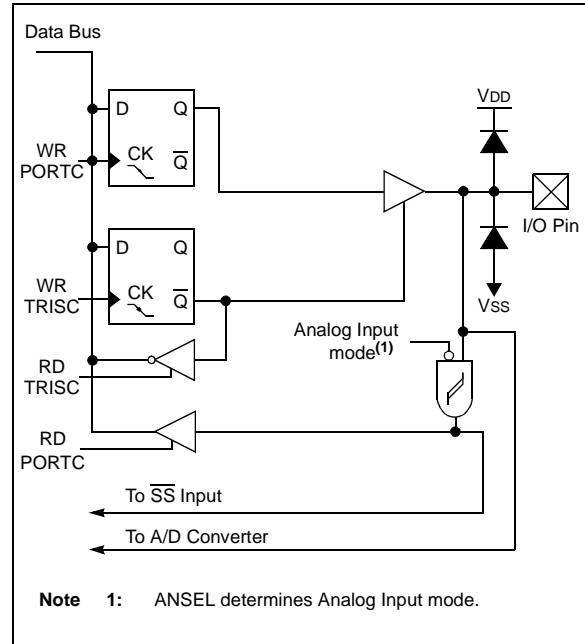 Data Bus
D Q
CK Q
WR
PORTC
VDD
I/O Pin
VSS
D Q
CK Q
WR
TRISC
Analog Input
mode(1)
RD
TRISC
RD
PORTC
To SS Input
To A/D Converter
Note 1: ANSEL determines Analog Input mode.